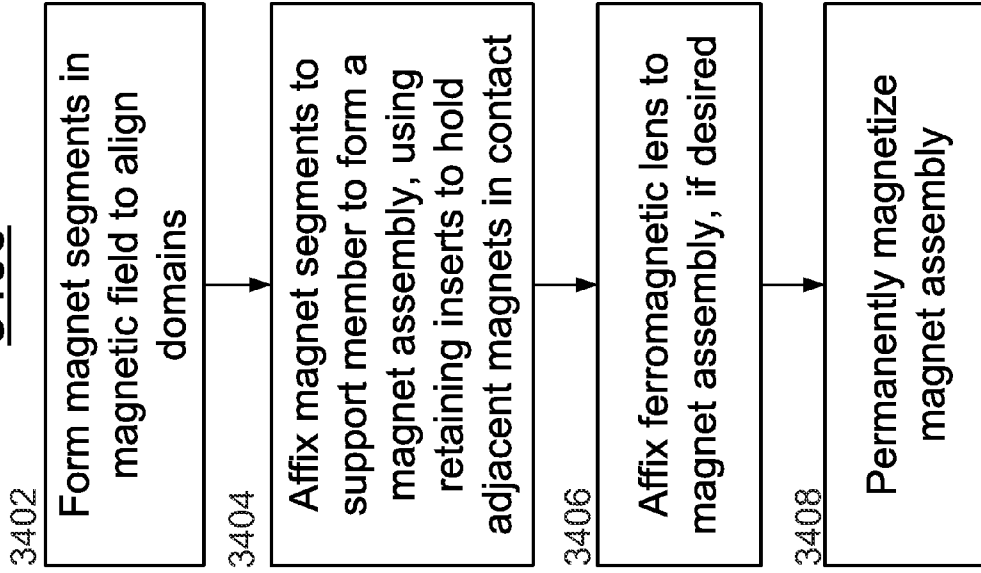 3402
Form magnet segments in
magnetic field to align
domains
3404
Affix magnet segments to
support member to form a
magnet assembly, using
retaining inserts to hold
adjacent magnets in contact
3406
Affix ferromagnetic lens to
magnet assembly, if desired
3408
Permanently magnetize
magnet assembly